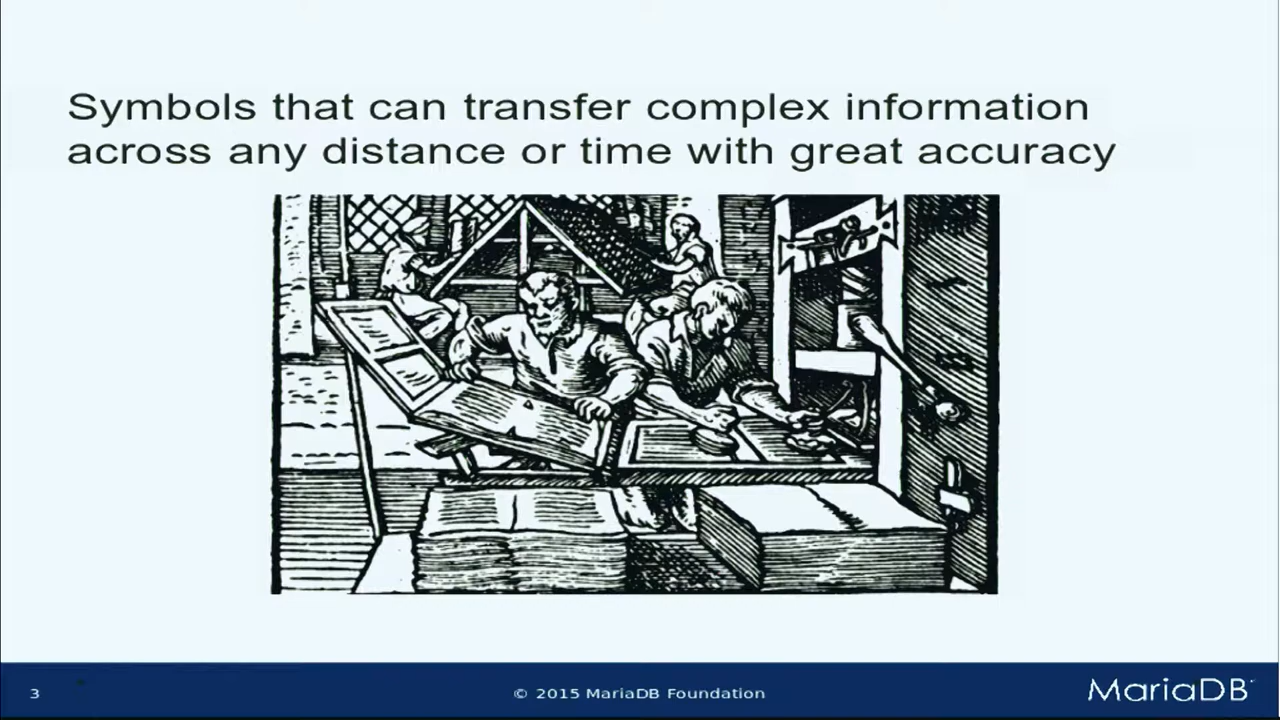 Symbols that can transfer complex information
across any distance or time with great accuracy
3
© 2015 MariaDB Foundation
MariaDB